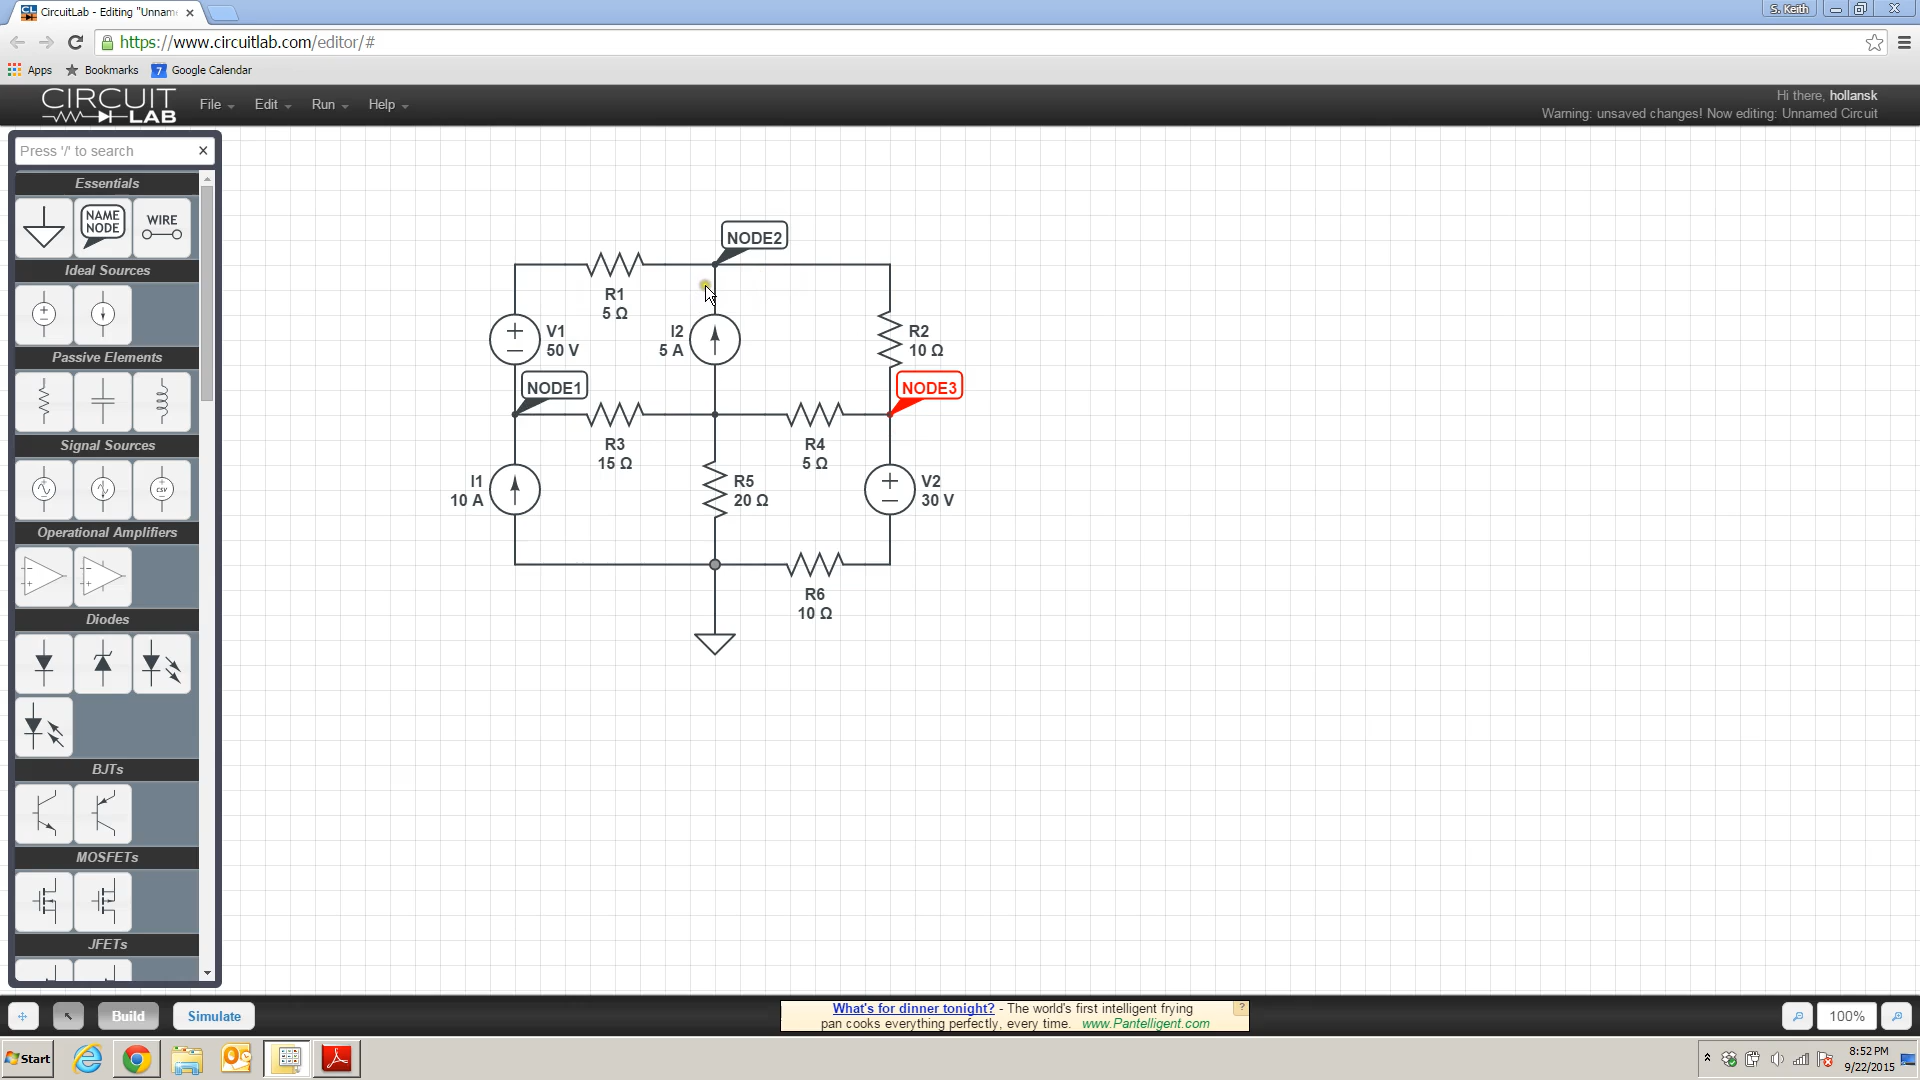 CircuitLab - Editing "Unnam
S. Keith
https://www.circuitlab.com/editor/#
Apps
Bookmarks
7 Google Calendar
CIRCUIT
LAB
File
Edit
Run
Help
Hi there, hollansk
Warning: unsaved changes! Now editing: Unnamed Circuit
Press '/' to search
Essentials
NAME
NODE
WIRE
Ideal Sources
Passive Elements
Signal Sources
CSV
Operational Amplifiers
Diodes
BJTs
MOSFETs
JFETs
NODE2
R1
5 Ω
V1
50 V
I2
5 A
R2
10 Ω
NODE1
NODE3
R3
15 Ω
R4
5 Ω
I1
10 A
R5
20 Ω
V2
30 V
R6
10 Ω
Build
Simulate
What's for dinner tonight? - The world's first intelligent frying
pan cooks everything perfectly, every time. www.Pantelligent.com
?
100%
Start
8:52 PM
9/22/2015